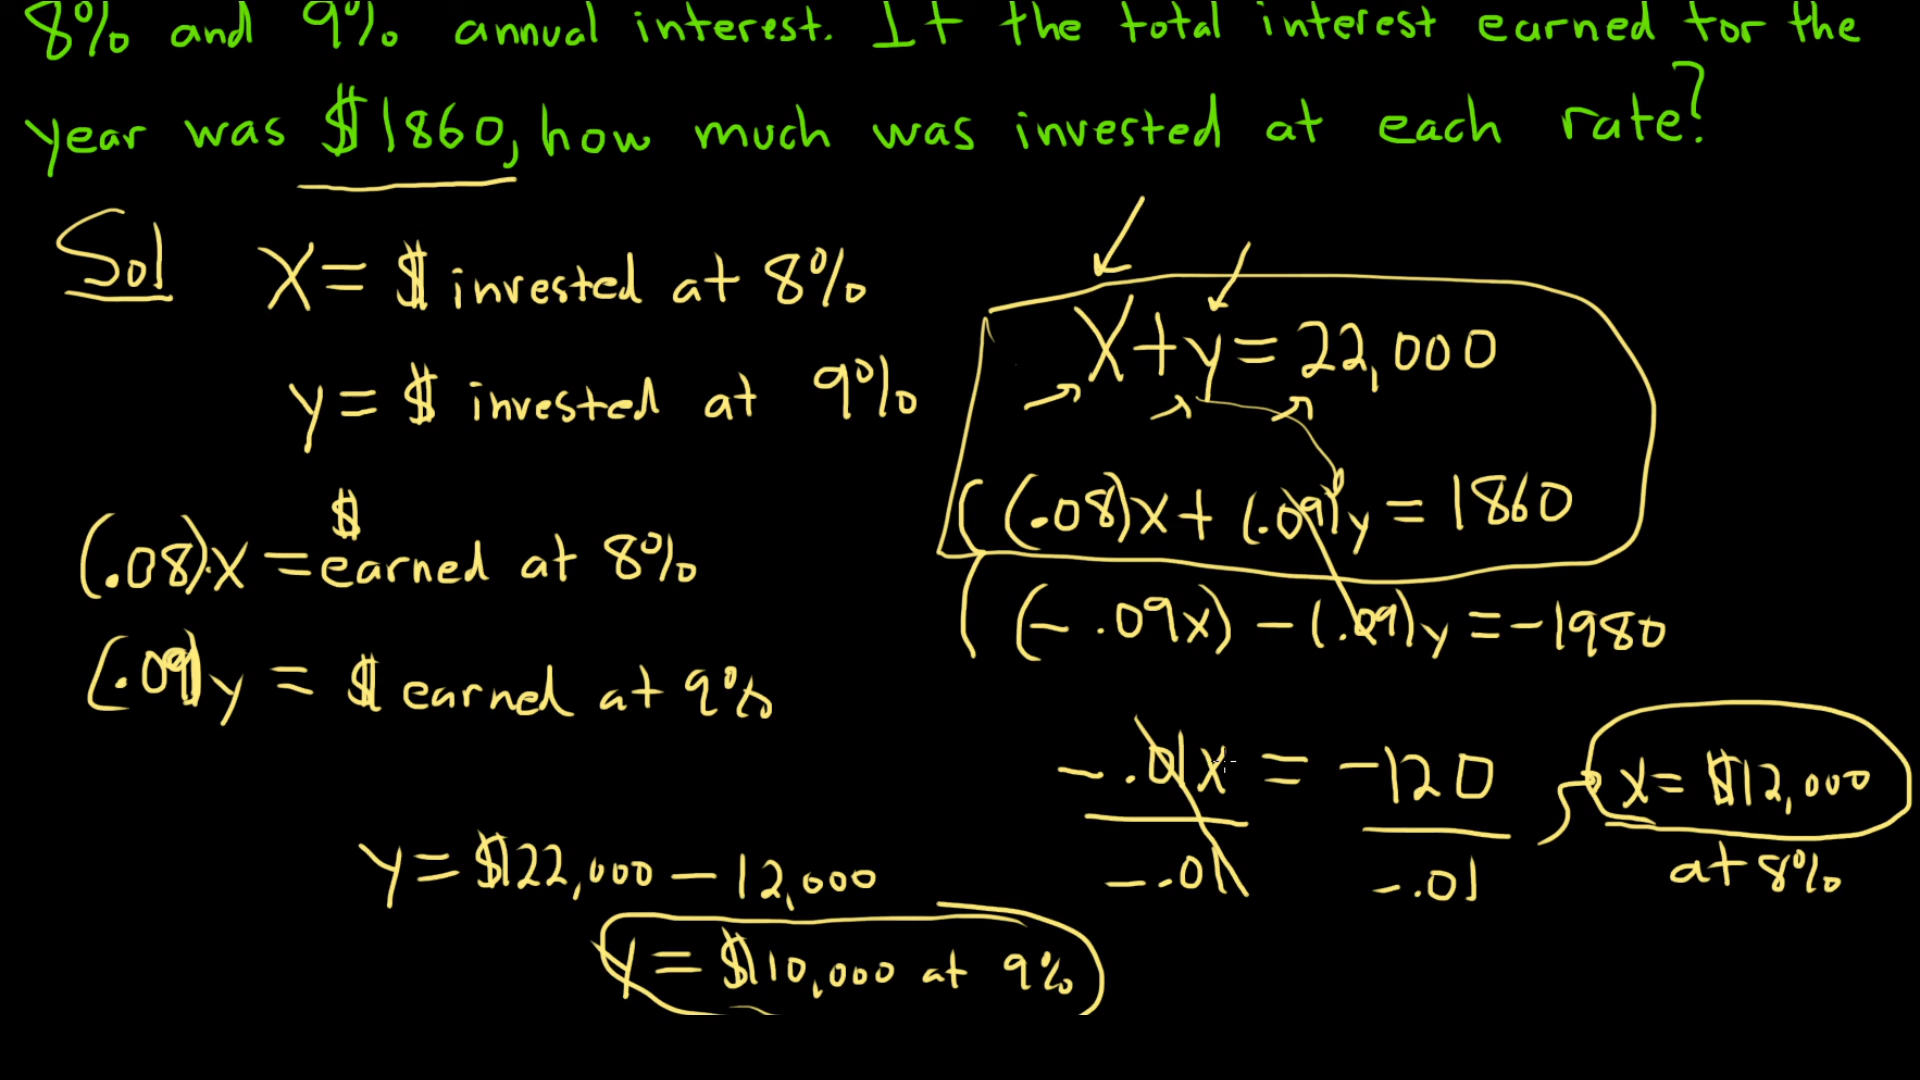 8% and 9% annual interest. If the total interest earned for the
year was $1860, how much was invested at each rate?
Sol X = $ invested at 8%
y = $ invested at 9%
(.08)·x = $ earned at 8%
(.09)y = $ earned at 9%
X + y = 22,000
(.08)x + (.09)y = 1860
(-.09x) - (.09)y = -1980
-.01x = -120
-.01 -.01
x = $12,000
at 8%
y = $22,000 - 12,000
y = $10,000 at 9%